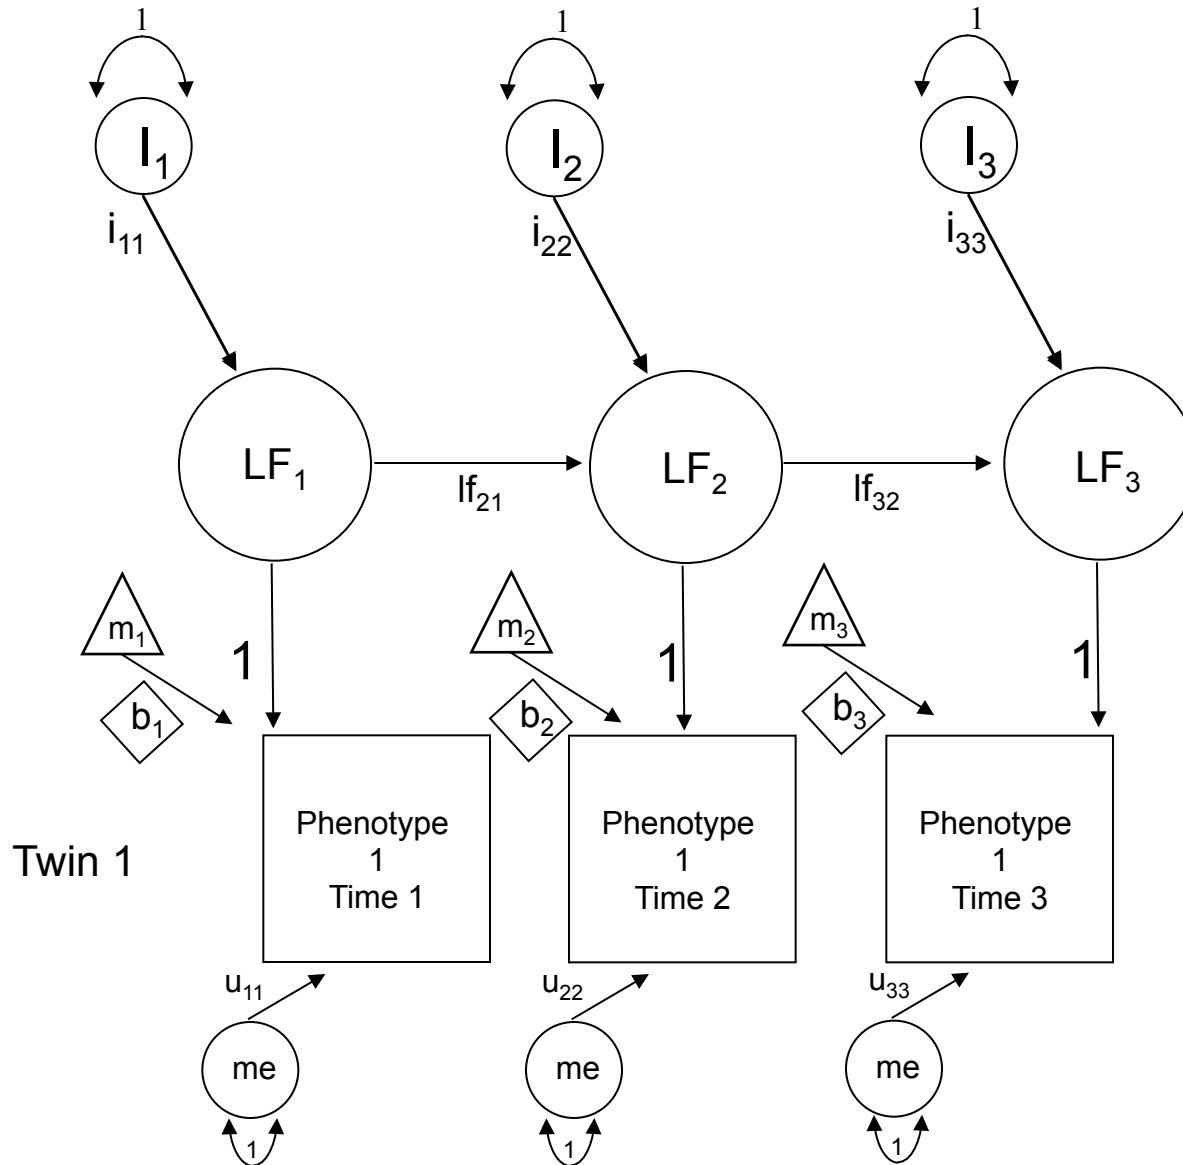 1 1 1
I₁ I₂ I₃
i₁₁ i₂₂ i₃₃
LF₁ LF₂ LF₃
lf₂₁ lf₃₂
m₁ m₂ m₃
1 1 1
b₁ b₂ b₃
Phenotype Phenotype Phenotype
Twin 1 1 1 1
Time 1 Time 2 Time 3
u₁₁ u₂₂ u₃₃
me me me
1 1 1